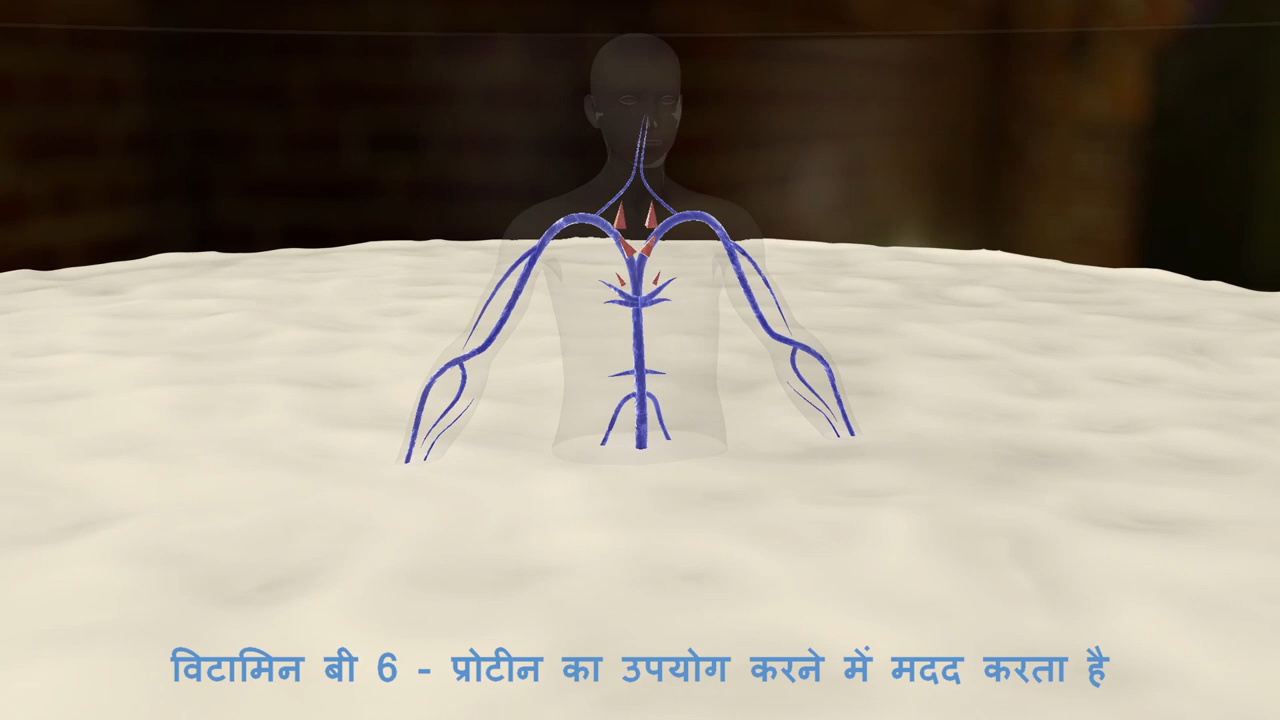 विटामिन बी 6 - प्रोटीन का उपयोग करने में मदद करता है